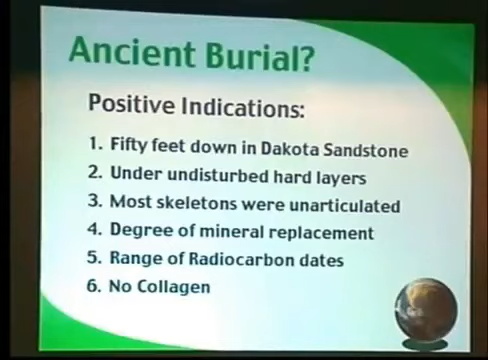 Ancient Burial?
Positive Indications:
1. Fifty feet down in Dakota Sandstone
2. Under undisturbed hard layers
3. Most skeletons were unarticulated
4. Degree of mineral replacement
5. Range of Radiocarbon dates
6. No Collagen